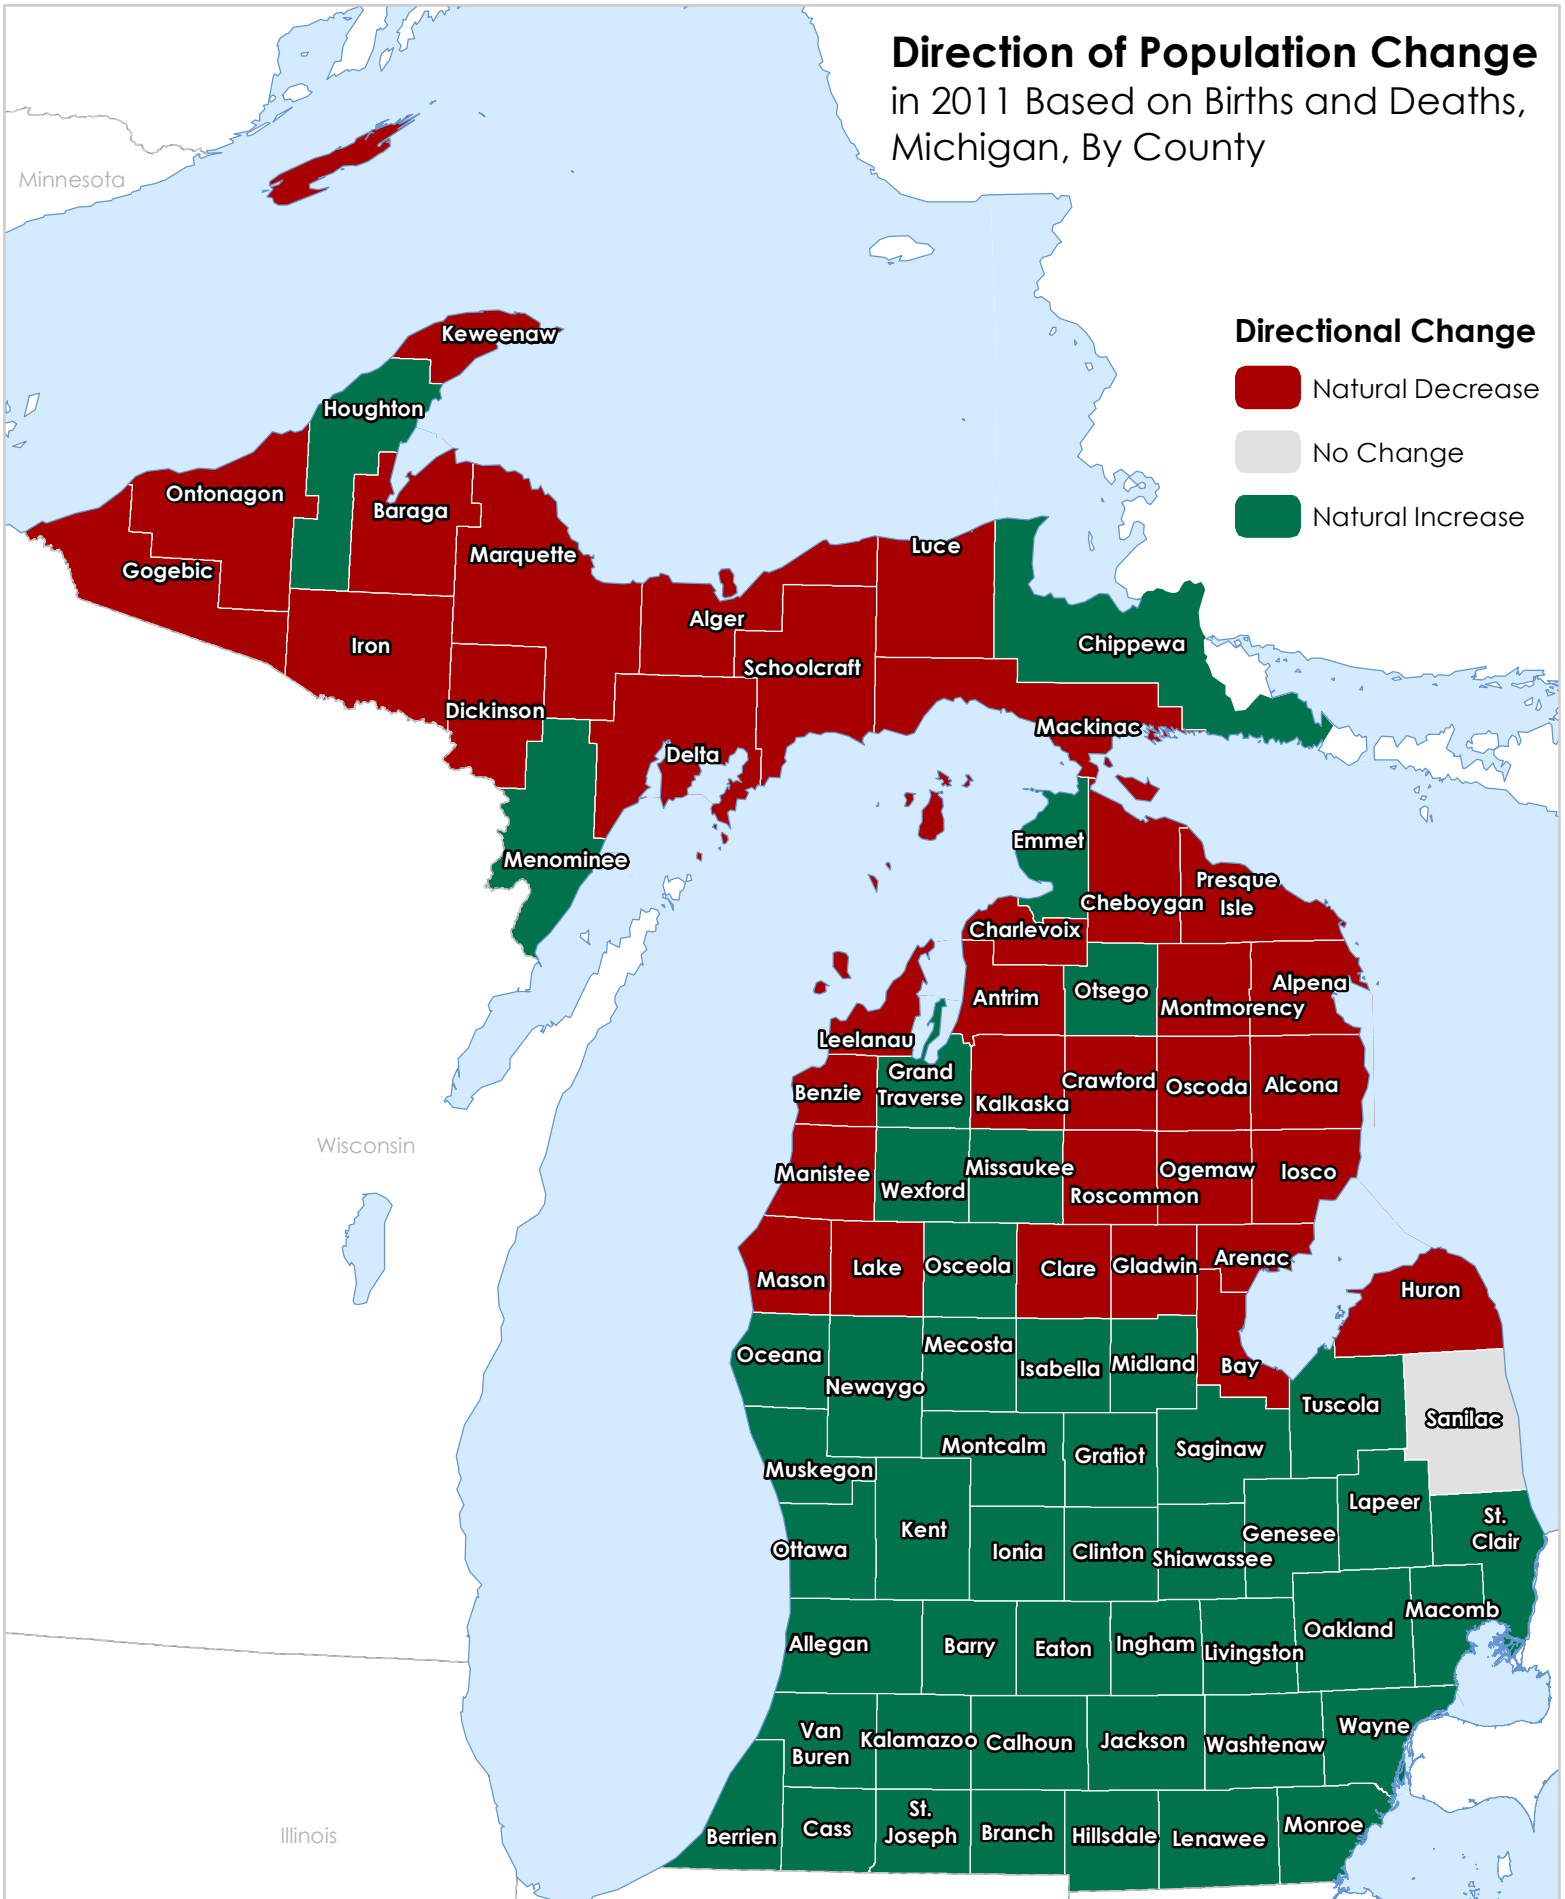 Direction of Population Change
in 2011 Based on Births and Deaths,
Michigan, By County
Minnesota
Directional Change
Natural Decrease
No Change
Natural Increase
Keweenaw
Houghton
Ontonagon
Baraga
Marquette
Luce
Gogebic
Alger
Iron
Chippewa
Schoolcraft
Dickinson
Mackinac
Delta
Emmet
Menominee
Presque
Isle
Cheboygan
Charlevoix
Alpena
Otsego
Antrim
Montmorency
Leelanau
Grand
Traverse
Crawford
Oscoda
Alcona
Benzie
Kalkaska
Wisconsin
Missaukee
Ogemaw
Iosco
Manistee
Wexford
Roscommon
Arenac
Osceola
Gladwin
Lake
Clare
Mason
Huron
Mecosta
Oceana
Midland
Bay
Isabella
Newaygo
Tuscola
Sanilac
Montcalm
Saginaw
Gratiot
Muskegon
Lapeer
St.
Clair
Kent
Genesee
Ottawa
Ionia
Clinton
Shiawassee
Macomb
Oakland
Allegan
Barry
Eaton
Ingham
Livingston
Wayne
Van
Buren
Kalamazoo
Calhoun
Jackson
Washtenaw
St.
Joseph
Monroe
Illinois
Berrien
Cass
Branch
Hillsdale
Lenawee